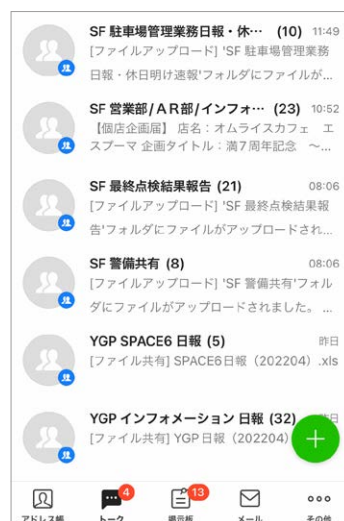 SF 駐車場管理業務日報・休… (10) 11:49
[ファイルアップロード] 'SF 駐車場管理業務
日報・休日明け速報'フォルダにファイルが…
SF 営業部/AR部/インフォ… (23) 10:52
【個店企画届】 店名：オムライスカフェ エ
スプーマ 企画タイトル：満7周年記念 ～…
SF 最終点検結果報告 (21) 08:06
[ファイルアップロード] 'SF 最終点検結果報
告'フォルダにファイルがアップロードされ…
SF 警備共有 (8) 08:06
[ファイルアップロード] 'SF 警備共有'フォル
ダにファイルがアップロードされました。 …
YGP SPACE6 日報 (5) 昨日
[ファイル共有] SPACE6日報（202204）.xls
YGP インフォメーション 日報 (32) 昨日
[ファイル共有] YGP日報（202204）
4 13
アドレス帳 トーク 掲示板 メール その他